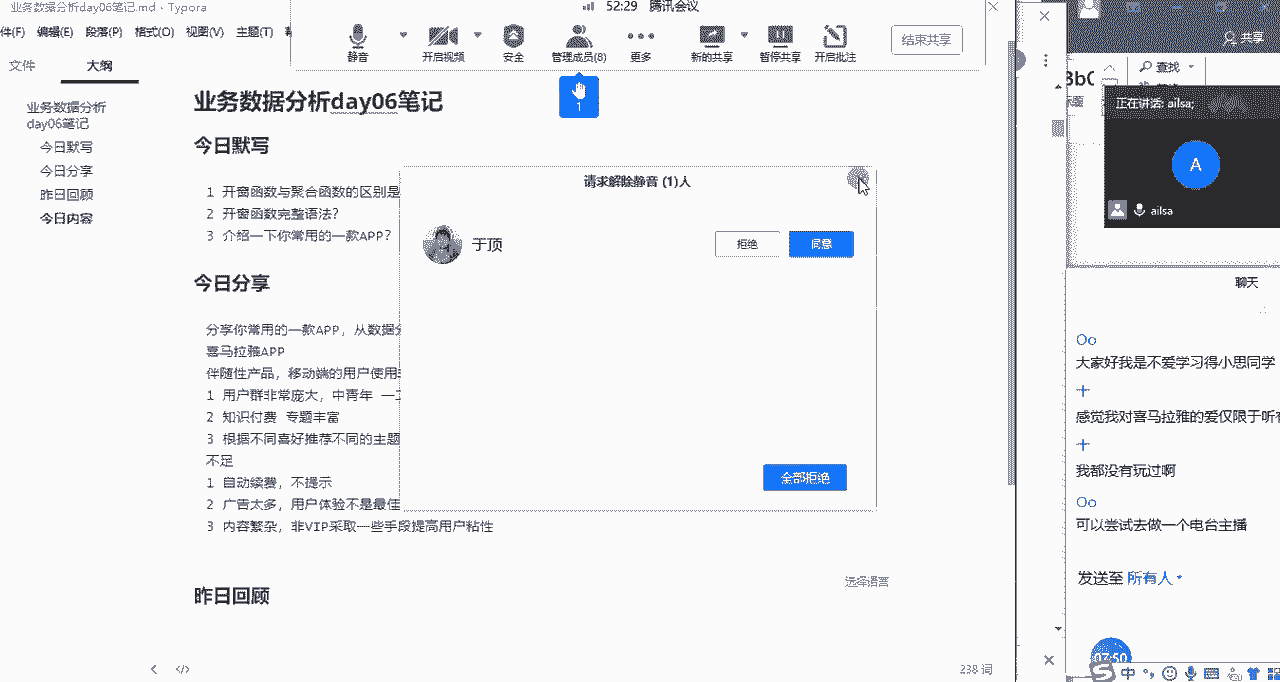 业务数据分析day06笔记.md - Typora
52:29 腾讯会议
件(F) 编辑(E) 段落(P) 格式(O) 视图(V) 主题(T)
静音
开启视频
安全
管理成员(8)
更多
新的共享
暂停共享
开启批注
结束共享
1
文件
大纲
业务数据分析
day06笔记
今日默写
今日分享
昨日回顾
今日内容
业务数据分析day06笔记
今日默写
1 开窗函数与聚合函数的区别是
2 开窗函数完整语法?
3 介绍一下你常用的一款APP?
今日分享
分享你常用的一款APP，从数据分
喜马拉雅APP
伴随性产品，移动端的用户使用
1 用户群非常庞大，中青年
2 知识付费 专题丰富
3 根据不同喜好推荐不同的主题
不足
1 自动续费，不提示
2 广告太多，用户体验不是最佳
3 内容繁杂，非VIP采取一些手段提高用户粘性
昨日回顾
选择语言
238 词
请求解除静音 (1)人
于顶
拒绝
同意
全部拒绝
共享
查找
正在讲话: ailsa;
A
ailsa
聊天
Oo
大家好我是不爱学习得小思同学
十
感觉我对喜马拉雅的爱仅限于听
十
我都没有玩过啊
Oo
可以尝试去做一个电台主播
发送至 所有人
07:50
中